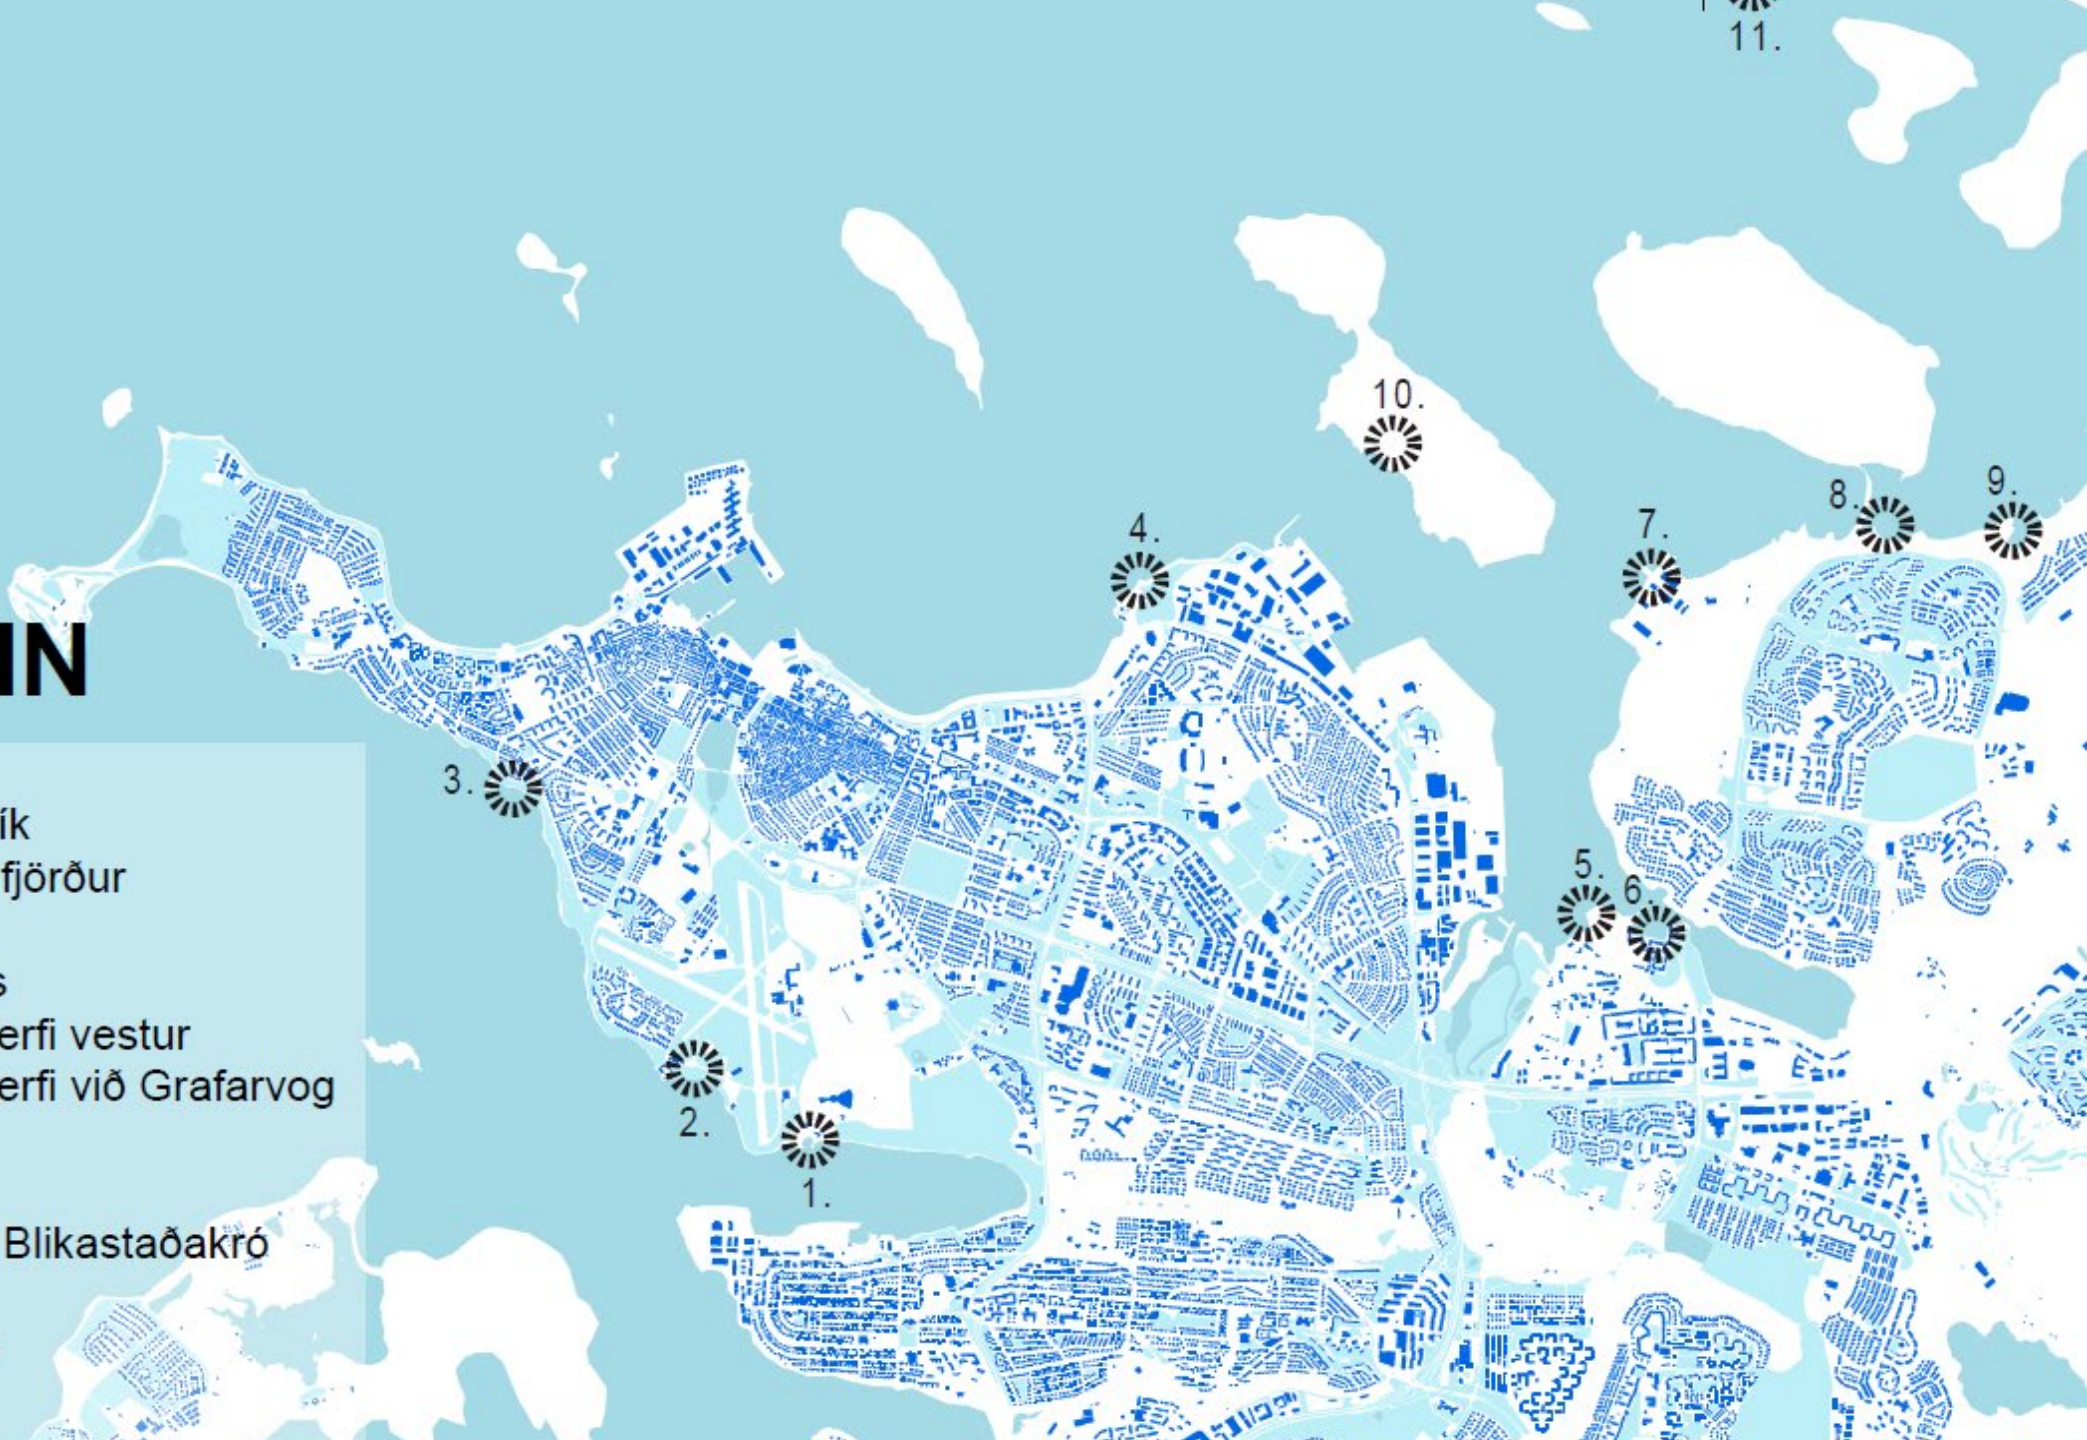 11.
10.
9.
8.
7.
4.
IN
3.
ík
fjörður
5.
6.
s
erfi vestur
erfi við Grafarvog
2.
1.
Blikastaðakró